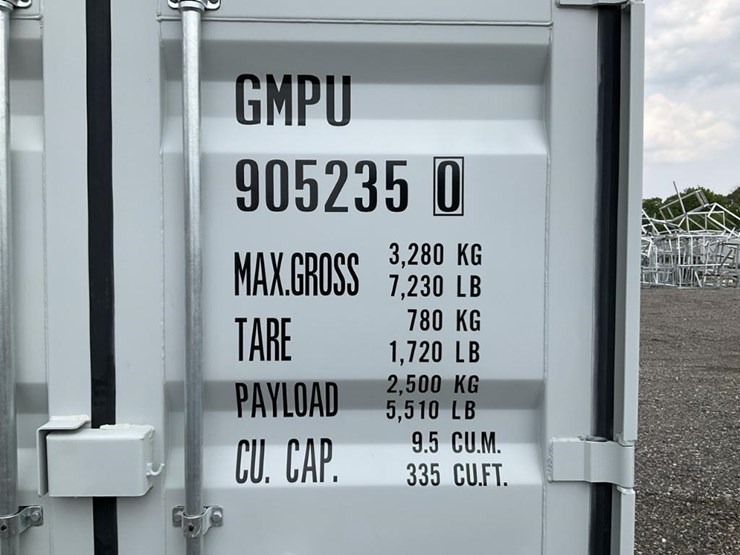 GMPU
905235 0
MAX.GROSS 3,280 KG
7,230 LB
TARE 780 KG
1,720 LB
PAYLOAD 2,500 KG
5,510 LB
CU. CAP. 9.5 CU.M.
335 CU.FT.